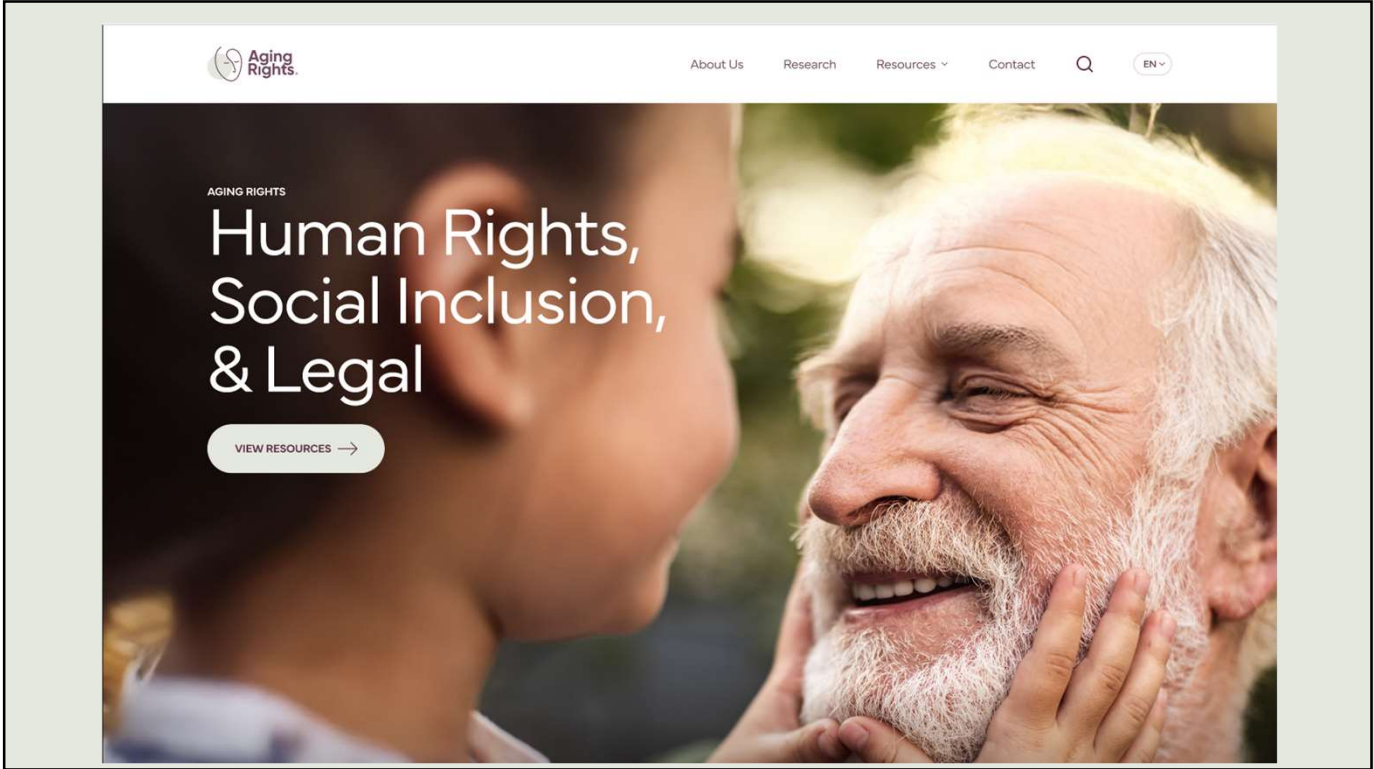 Aging
Rights.
About Us
Research
Resources
Contact
EN
AGING RIGHTS
Human Rights,
Social Inclusion,
& Legal
VIEW RESOURCES